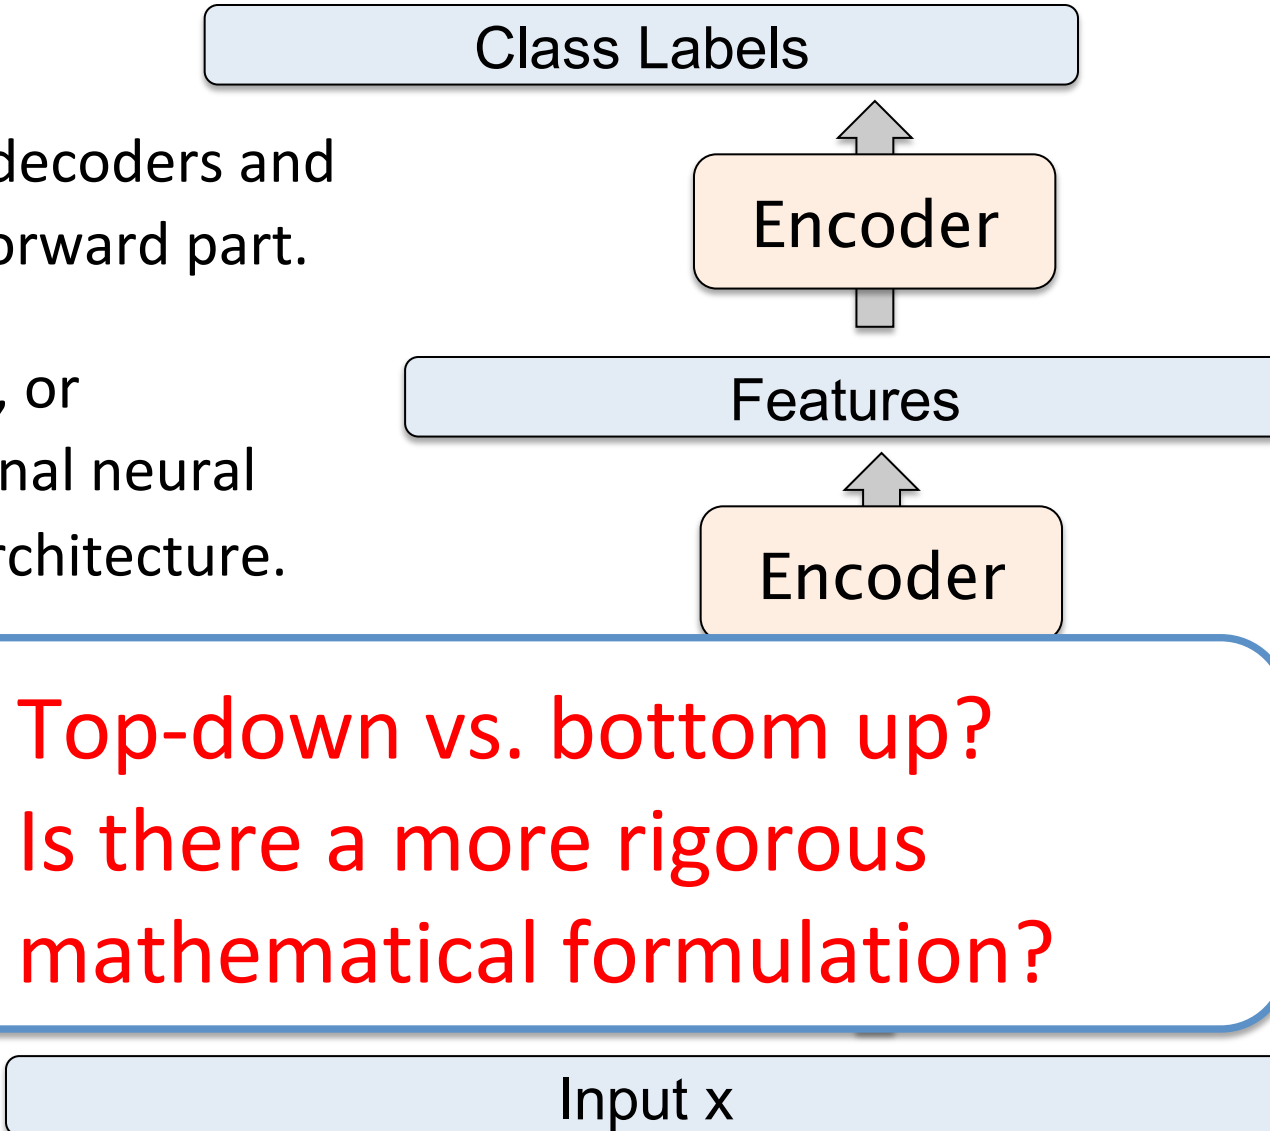 Class Labels
decoders and
Encoder
orward part.
, or
Features
nal neural
rchitecture.
Encoder
Top-down vs. bottom up?
Is there a more rigorous
mathematical formulation?
Input x